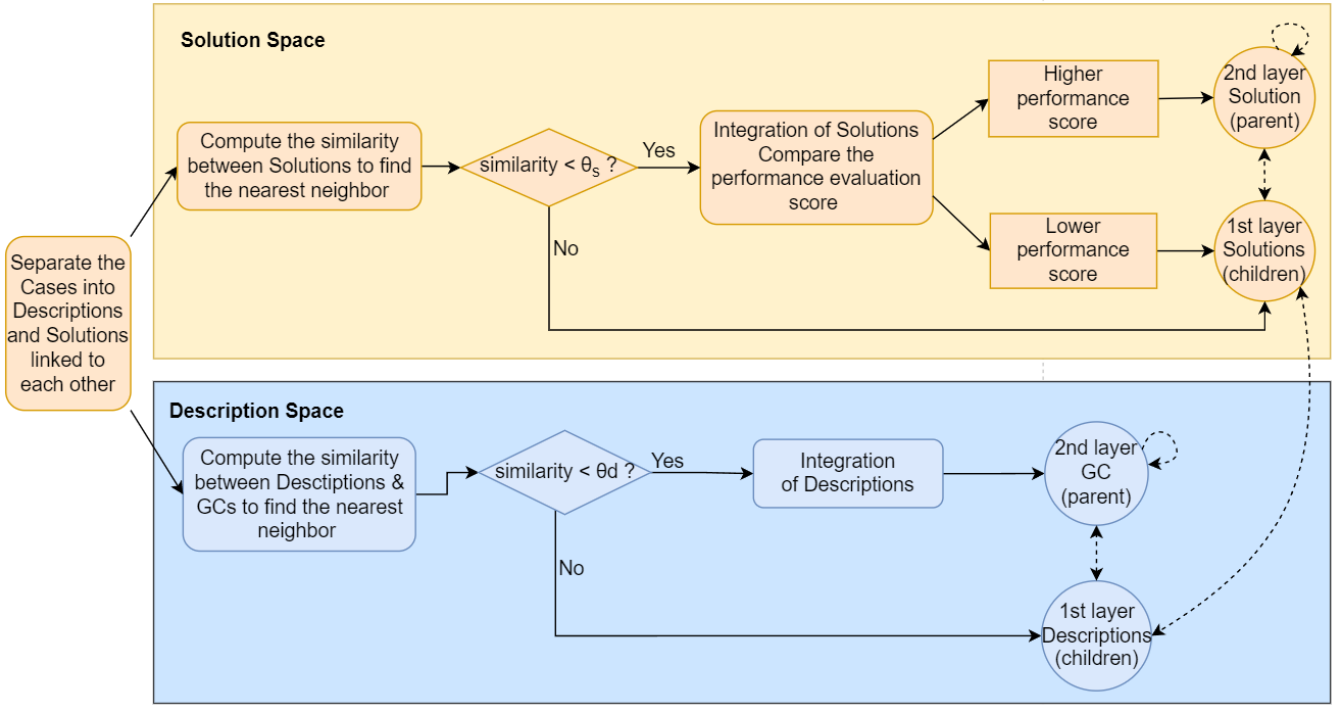 Solution Space
Separate the
Cases into
Descriptions
and Solutions
linked to
each other
Compute the similarity
between Solutions to find
the nearest neighbor
similarity < θs ?
Yes
No
Integration of Solutions
Compare the
performance evaluation
score
Higher
performance
score
Lower
performance
score
2nd layer
Solution
(parent)
1st layer
Solutions
(children)
Description Space
Compute the similarity
between Desctiptions &
GCs to find the nearest
neighbor
similarity < θd ?
Yes
No
Integration
of Descriptions
2nd layer
GC
(parent)
1st layer
Descriptions
(children)